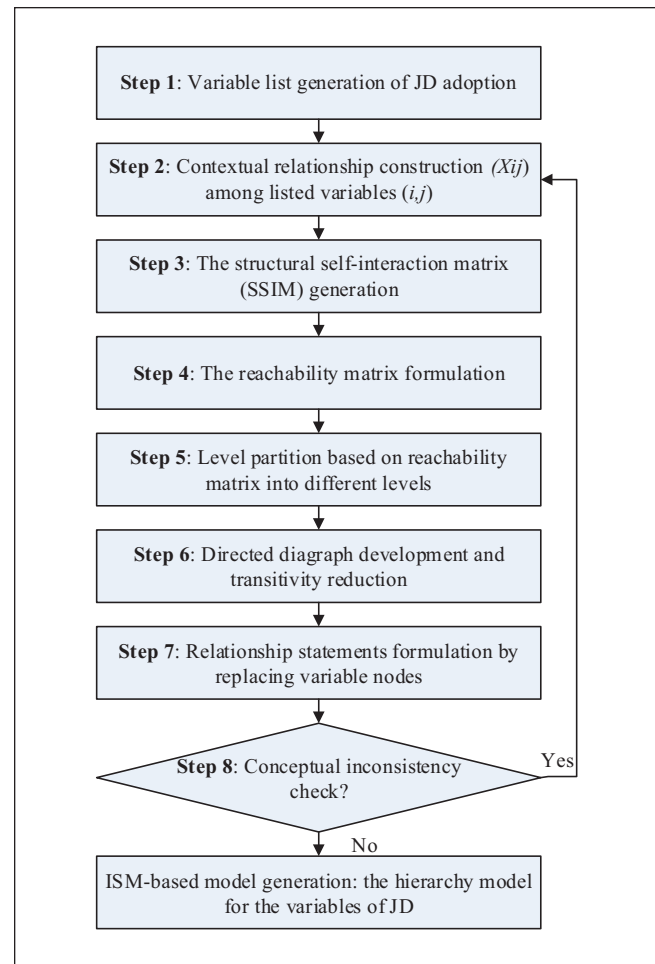 Step 1: Variable list generation of JD adoption
Step 2: Contextual relationship construction (Xij)
among listed variables (i,j)
Step 3: The structural self-interaction matrix
(SSIM) generation
Step 4: The reachability matrix formulation
Step 5: Level partition based on reachability
matrix into different levels
Step 6: Directed diagraph development and
transitivity reduction
Step 7: Relationship statements formulation by
replacing variable nodes
Step 8: Conceptual inconsistency
check?
Yes
No
ISM-based model generation: the hierarchy model
for the variables of JD